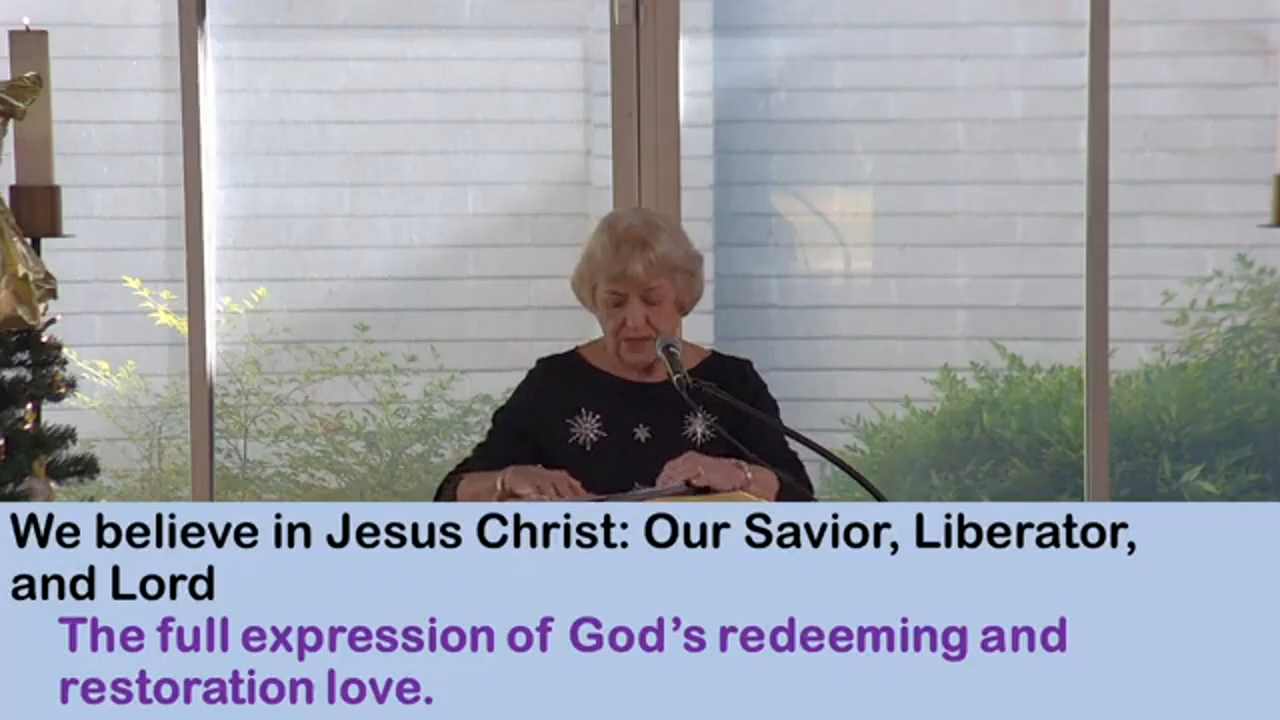 We believe in Jesus Christ: Our Savior, Liberator,
and Lord
The full expression of God’s redeeming and
restoration love.